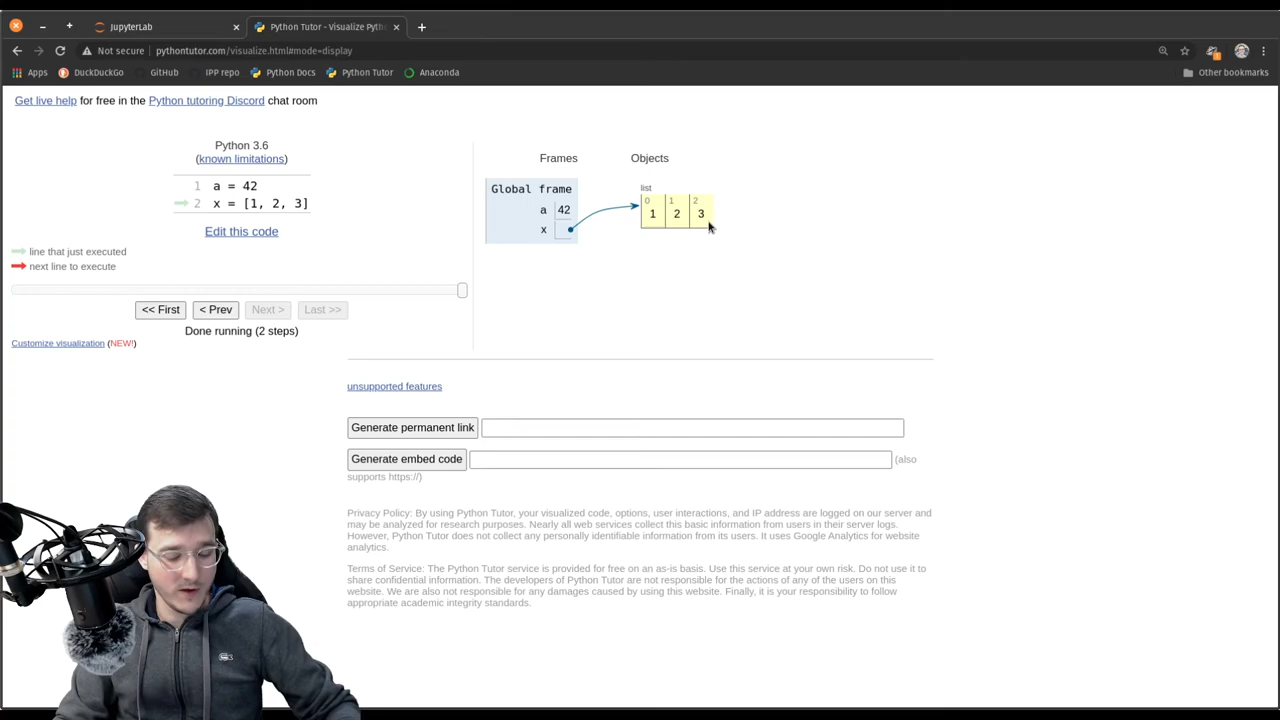 JupyterLab
Python Tutor - Visualize Pyth
Not secure pythontutor.com/visualize.html#mode=display
Apps DuckDuckGo GitHub IPP repo Python Docs Python Tutor Anaconda Other bookmarks
Get live help for free in the Python tutoring Discord chat room
Python 3.6
(known limitations)
1 a = 42
2 x = [1, 2, 3]
Edit this code
line that just executed
next line to execute
<< First < Prev Next > Last >>
Done running (2 steps)
Customize visualization (NEW!)
Frames Objects
Global frame
a 42
x
list
0 1 2
1 2 3
unsupported features
Generate permanent link
Generate embed code (also
supports https://)
Privacy Policy: By using Python Tutor, your visualized code, options, user interactions, and IP address are logged on our server and
may be analyzed for research purposes. Nearly all web services collect this basic information from users in their server logs.
However, Python Tutor does not collect any personally identifiable information from its users. It uses Google Analytics for website
analytics.
Terms of Service: The Python Tutor service is provided for free on an as-is basis. Use this service at your own risk. Do not use it to
share confidential information. The developers of Python Tutor are not responsible for the actions of any of the users on this
website. We are also not responsible for any damages caused by using this website. Finally, it is your responsibility to follow
appropriate academic integrity standards.